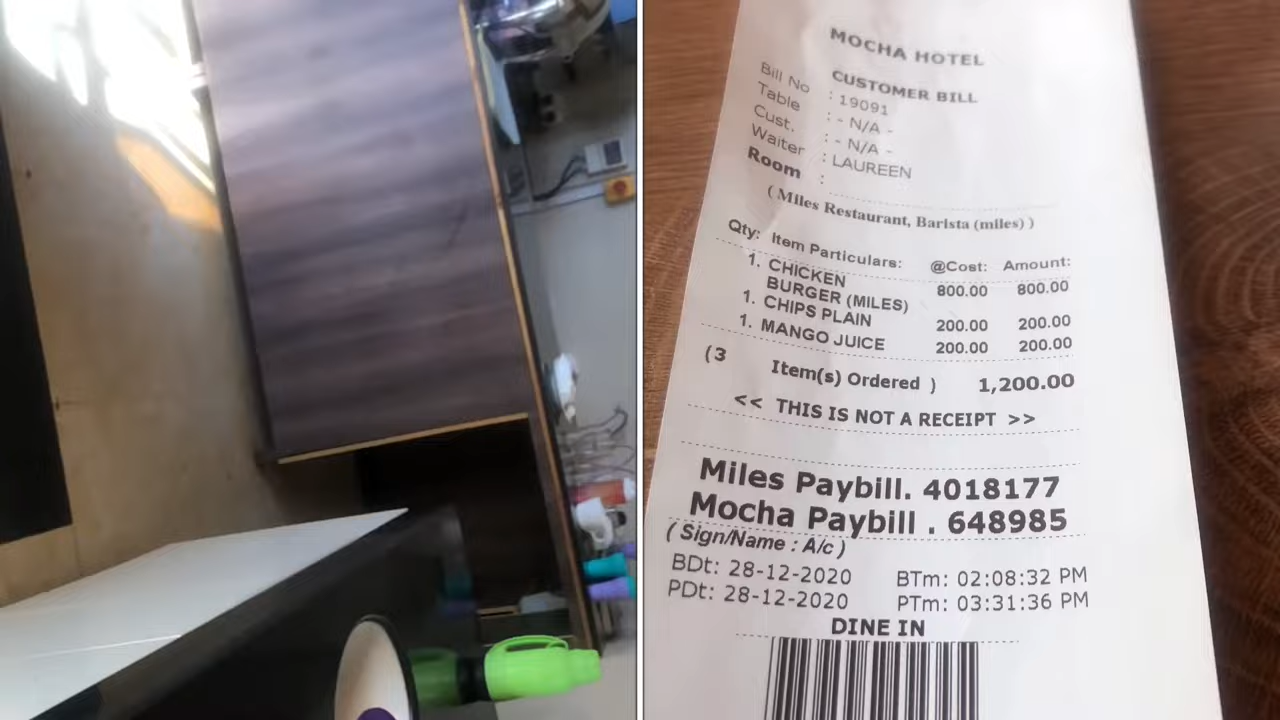 MOCHA HOTEL
CUSTOMER BILL
Bill No : 19091
Table : - N/A -
Cust. : - N/A -
Waiter : LAUREEN
Room :
( Miles Restaurant, Barista (miles) )
Qty: Item Particulars: @Cost: Amount:
1. CHICKEN 800.00 800.00
BURGER (MILES)
1. CHIPS PLAIN 200.00 200.00
1. MANGO JUICE 200.00 200.00
(3 Item(s) Ordered ) 1,200.00
<< THIS IS NOT A RECEIPT >>
Miles Paybill. 4018177
Mocha Paybill . 648985
( Sign/Name : A/c )
BDt: 28-12-2020 BTm: 02:08:32 PM
PDt: 28-12-2020 PTm: 03:31:36 PM
DINE IN